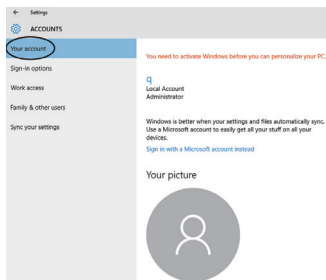 Settings
ACCOUNTS
Your account
Sign-in options
Work access
Family & other users
Sync your settings
You need to activate Windows before you can personalize your PC.
q
Local Account
Administrator
Windows is better when your settings and files automatically sync.
Use a Microsoft account to easily get all your stuff on all your
devices.
Sign in with a Microsoft account instead
Your picture